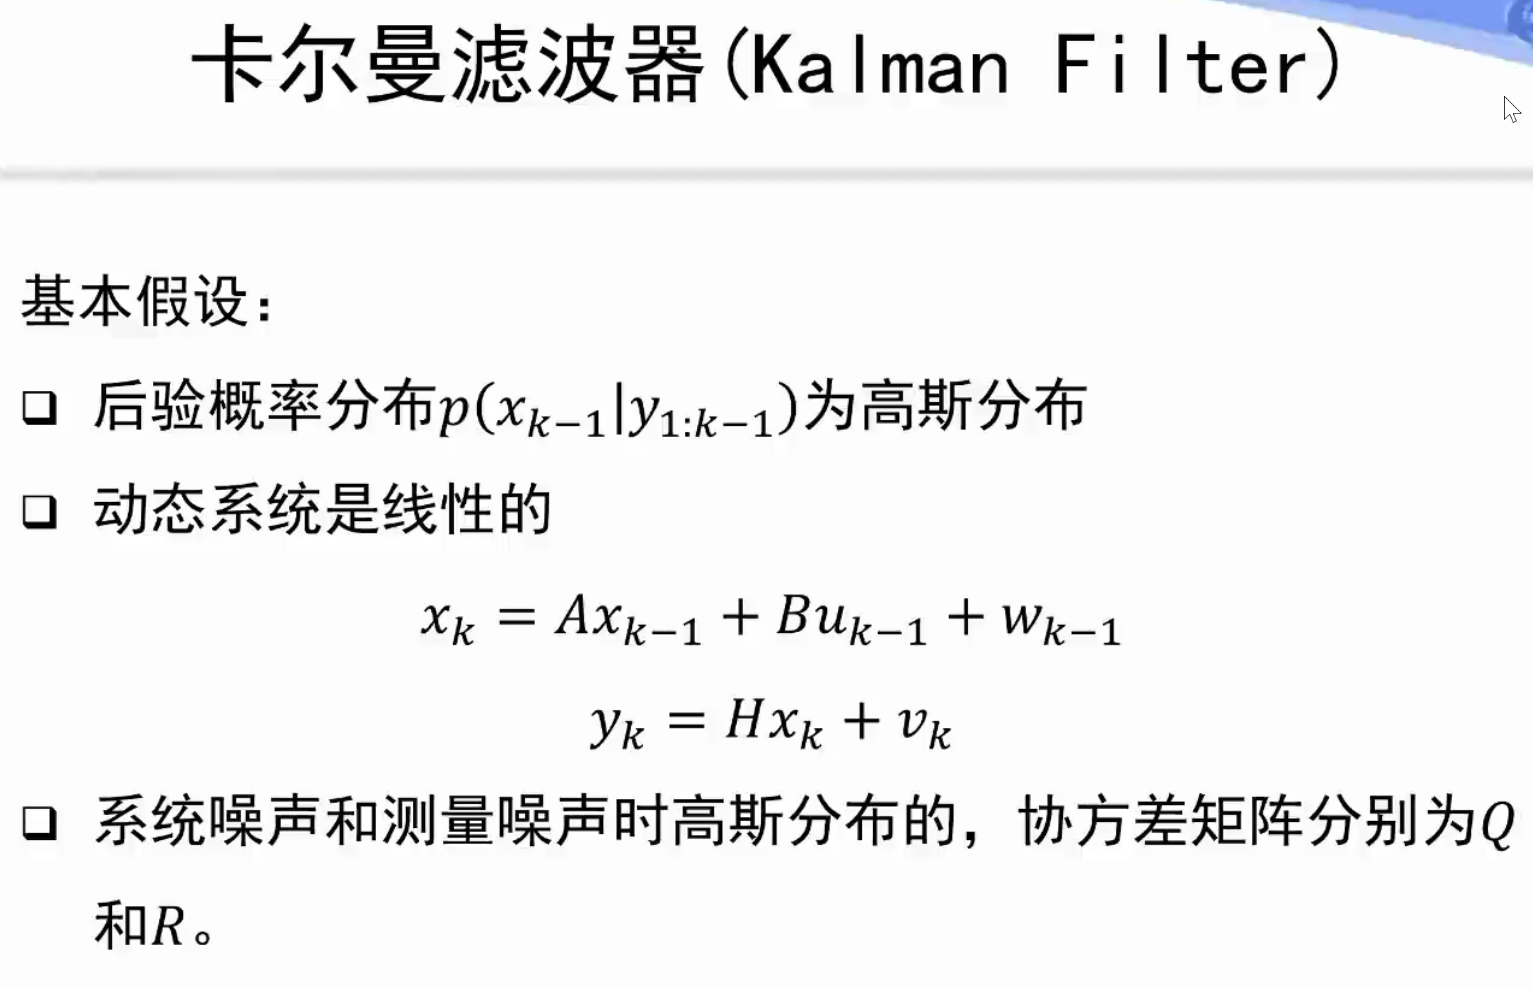 卡尔曼滤波器(Kalman Filter)
基本假设：
❑ 后验概率分布p(x_{k−1}|y_{1:k−1})为高斯分布
❑ 动态系统是线性的
x_k = Ax_{k−1} + Bu_{k−1} + w_{k−1}
y_k = Hx_k + v_k
❑ 系统噪声和测量噪声时高斯分布的，协方差矩阵分别为Q
和R。